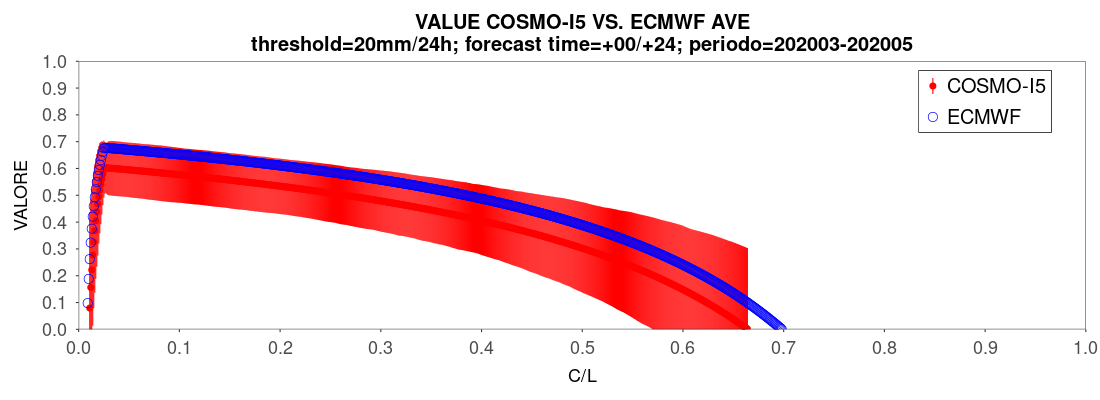 VALUE COSMO-I5 VS. ECMWF AVE
threshold=20mm/24h; forecast time=+00/+24; periodo=202003-202005
1.0
0.9
0.8
0.7
0.6
0.5
0.4
0.3
0.2
0.1
0.0
VALORE
COSMO-I5
ECMWF
0.0 0.1 0.2 0.3 0.4 0.5 0.6 0.7 0.8 0.9 1.0
C/L